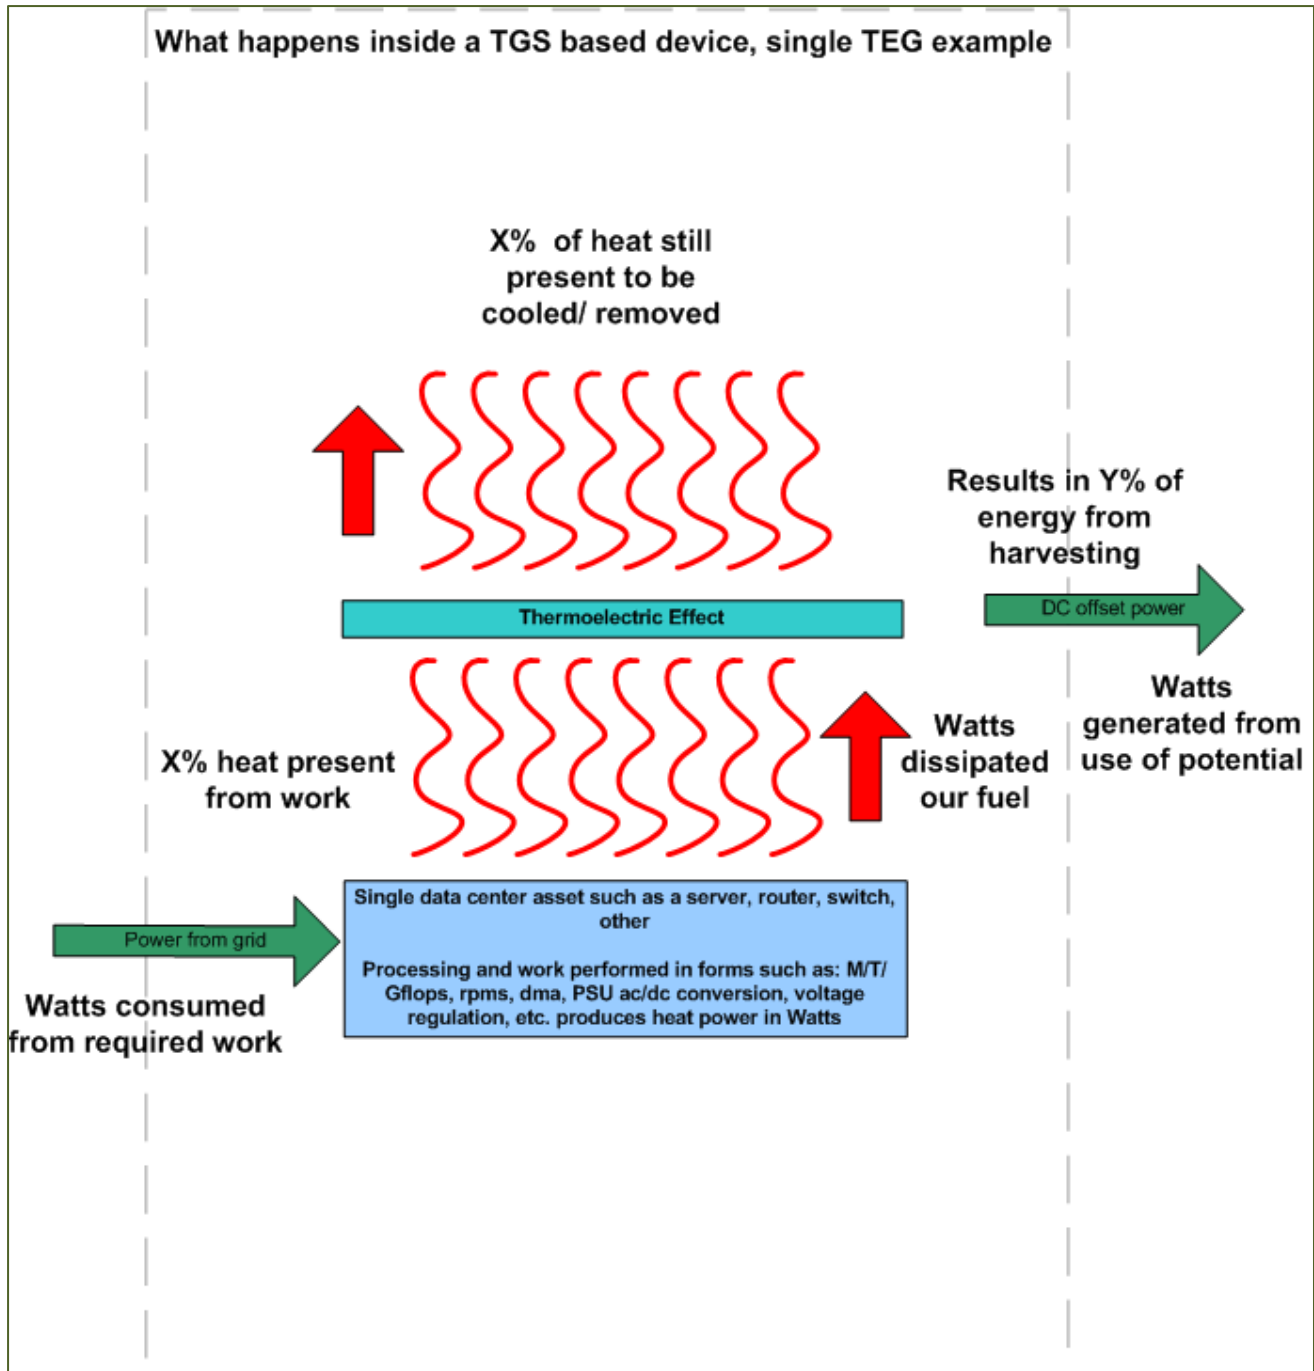 What happens inside a TGS based device, single TEG example
X% of heat still
present to be
cooled/ removed
Results in Y% of
energy from
harvesting
DC offset power
Thermoelectric Effect
Watts
generated from
use of potential
X% heat present
from work
Watts
dissipated
our fuel
Single data center asset such as a server, router, switch,
other
Processing and work performed in forms such as: M/T/
Gflops, rpms, dma, PSU ac/dc conversion, voltage
regulation, etc. produces heat power in Watts
Power from grid
Watts consumed
from required work